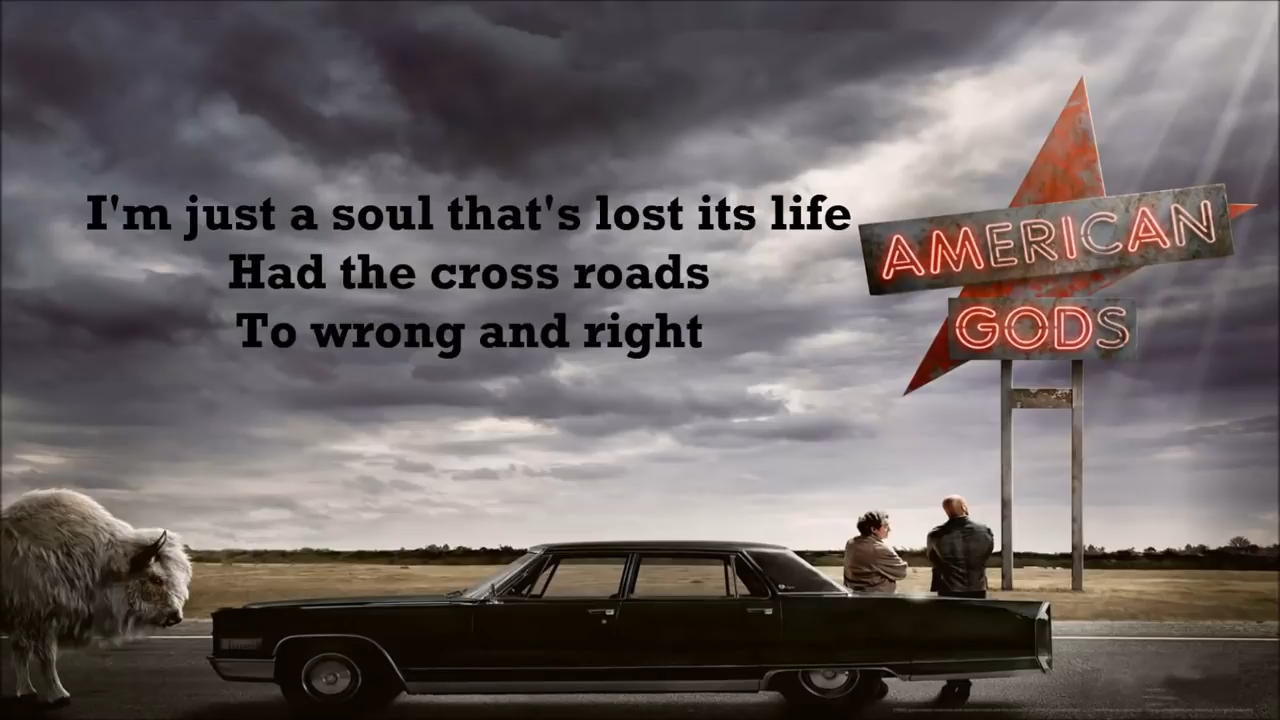 I'm just a soul that's lost its life
Had the cross roads
To wrong and right
AMERICAN
GODS